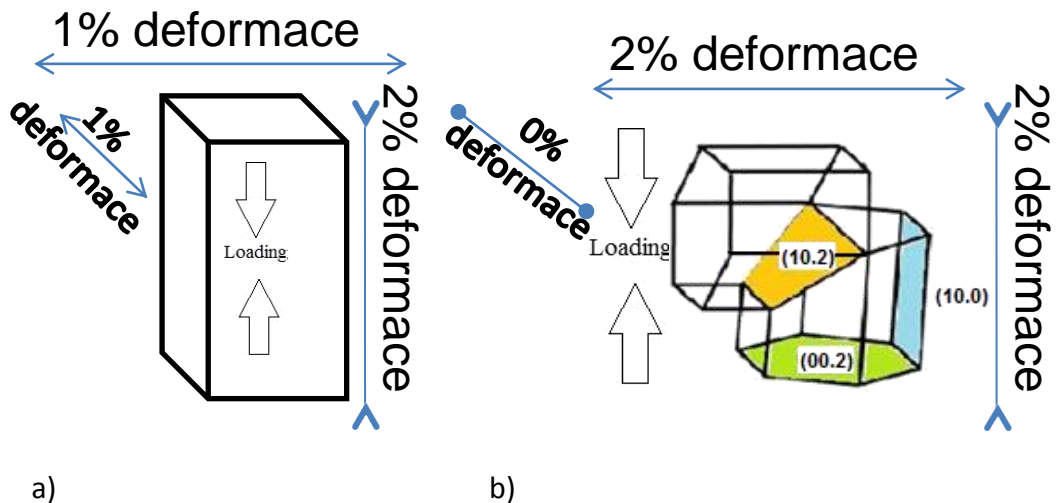 1% deformace
1%
deformace
2% deformace
Loading
a)
2% deformace
0%
deformace
2% deformace
Loading
(10.2)
(10.0)
(00.2)
b)